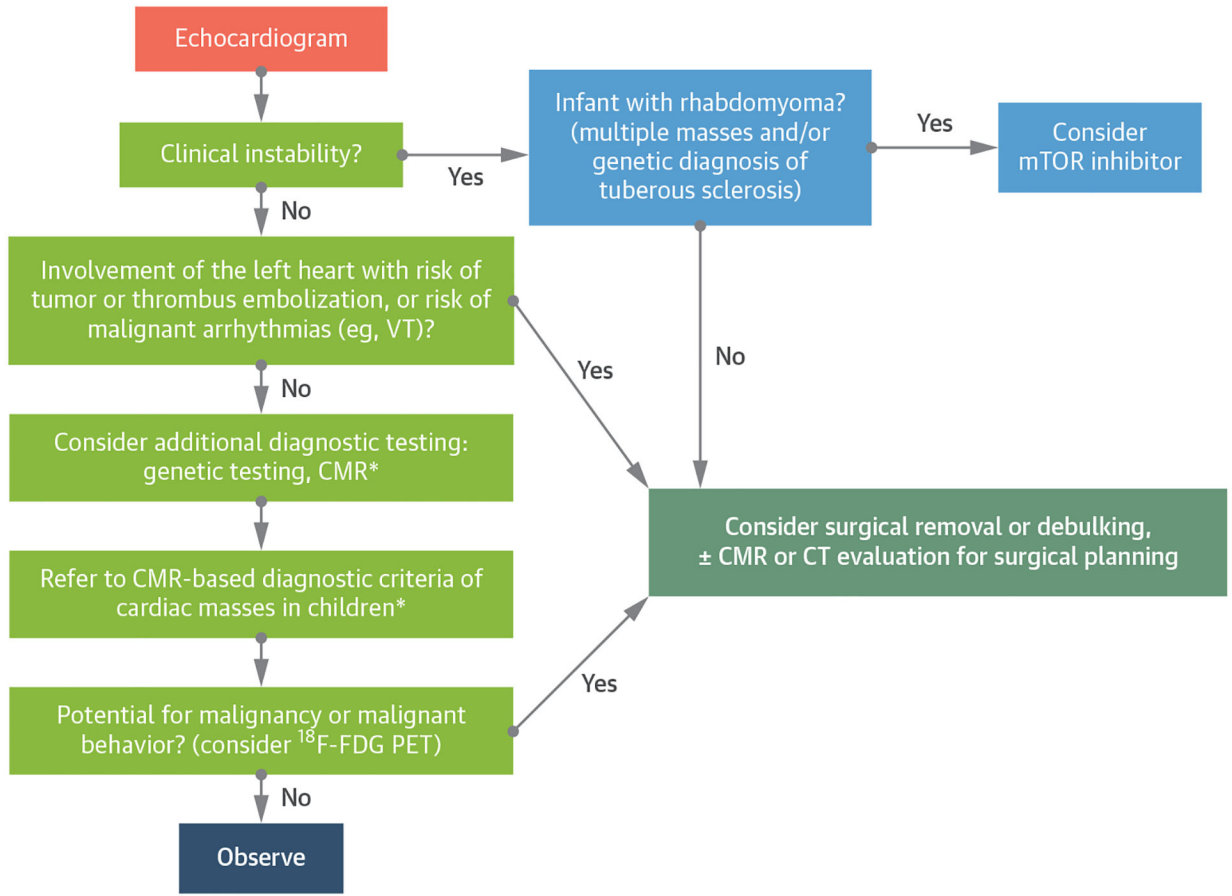 Echocardiogram
Clinical instability?
Yes
Infant with rhabdomyoma?
(multiple masses and/or
genetic diagnosis of
tuberous sclerosis)
Yes
Consider
mTOR inhibitor
No
Involvement of the left heart with risk of
tumor or thrombus embolization, or risk of
malignant arrhythmias (eg, VT)?
Yes
No
No
Consider additional diagnostic testing:
genetic testing, CMR*
Consider surgical removal or debulking,
± CMR or CT evaluation for surgical planning
Refer to CMR-based diagnostic criteria of
cardiac masses in children*
Potential for malignancy or malignant
behavior? (consider ¹⁸F-FDG PET)
Yes
No
Observe